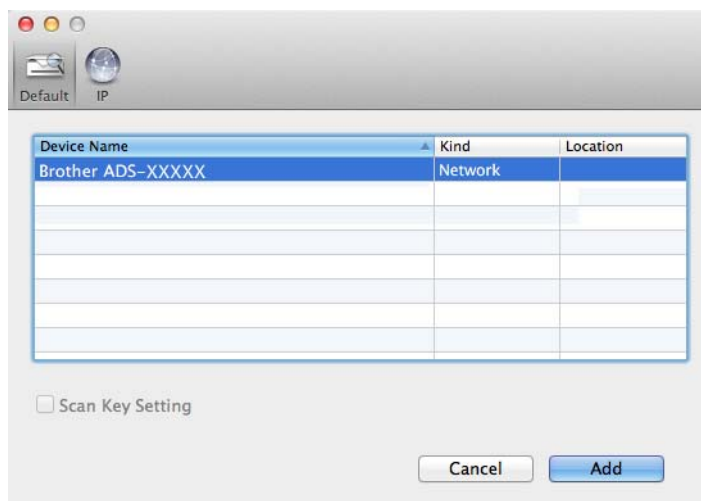 Default IP
Device Name Kind Location
Brother ADS-XXXXX Network
Scan Key Setting
Cancel Add